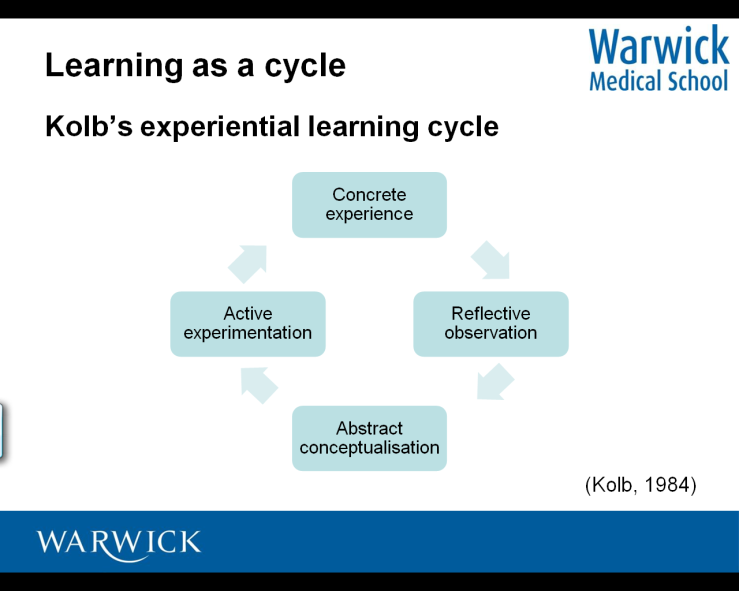 Warwick
Medical School
Learning as a cycle
Kolb’s experiential learning cycle
Concrete
experience
Reflective
observation
Abstract
conceptualisation
Active
experimentation
(Kolb, 1984)
WARWICK